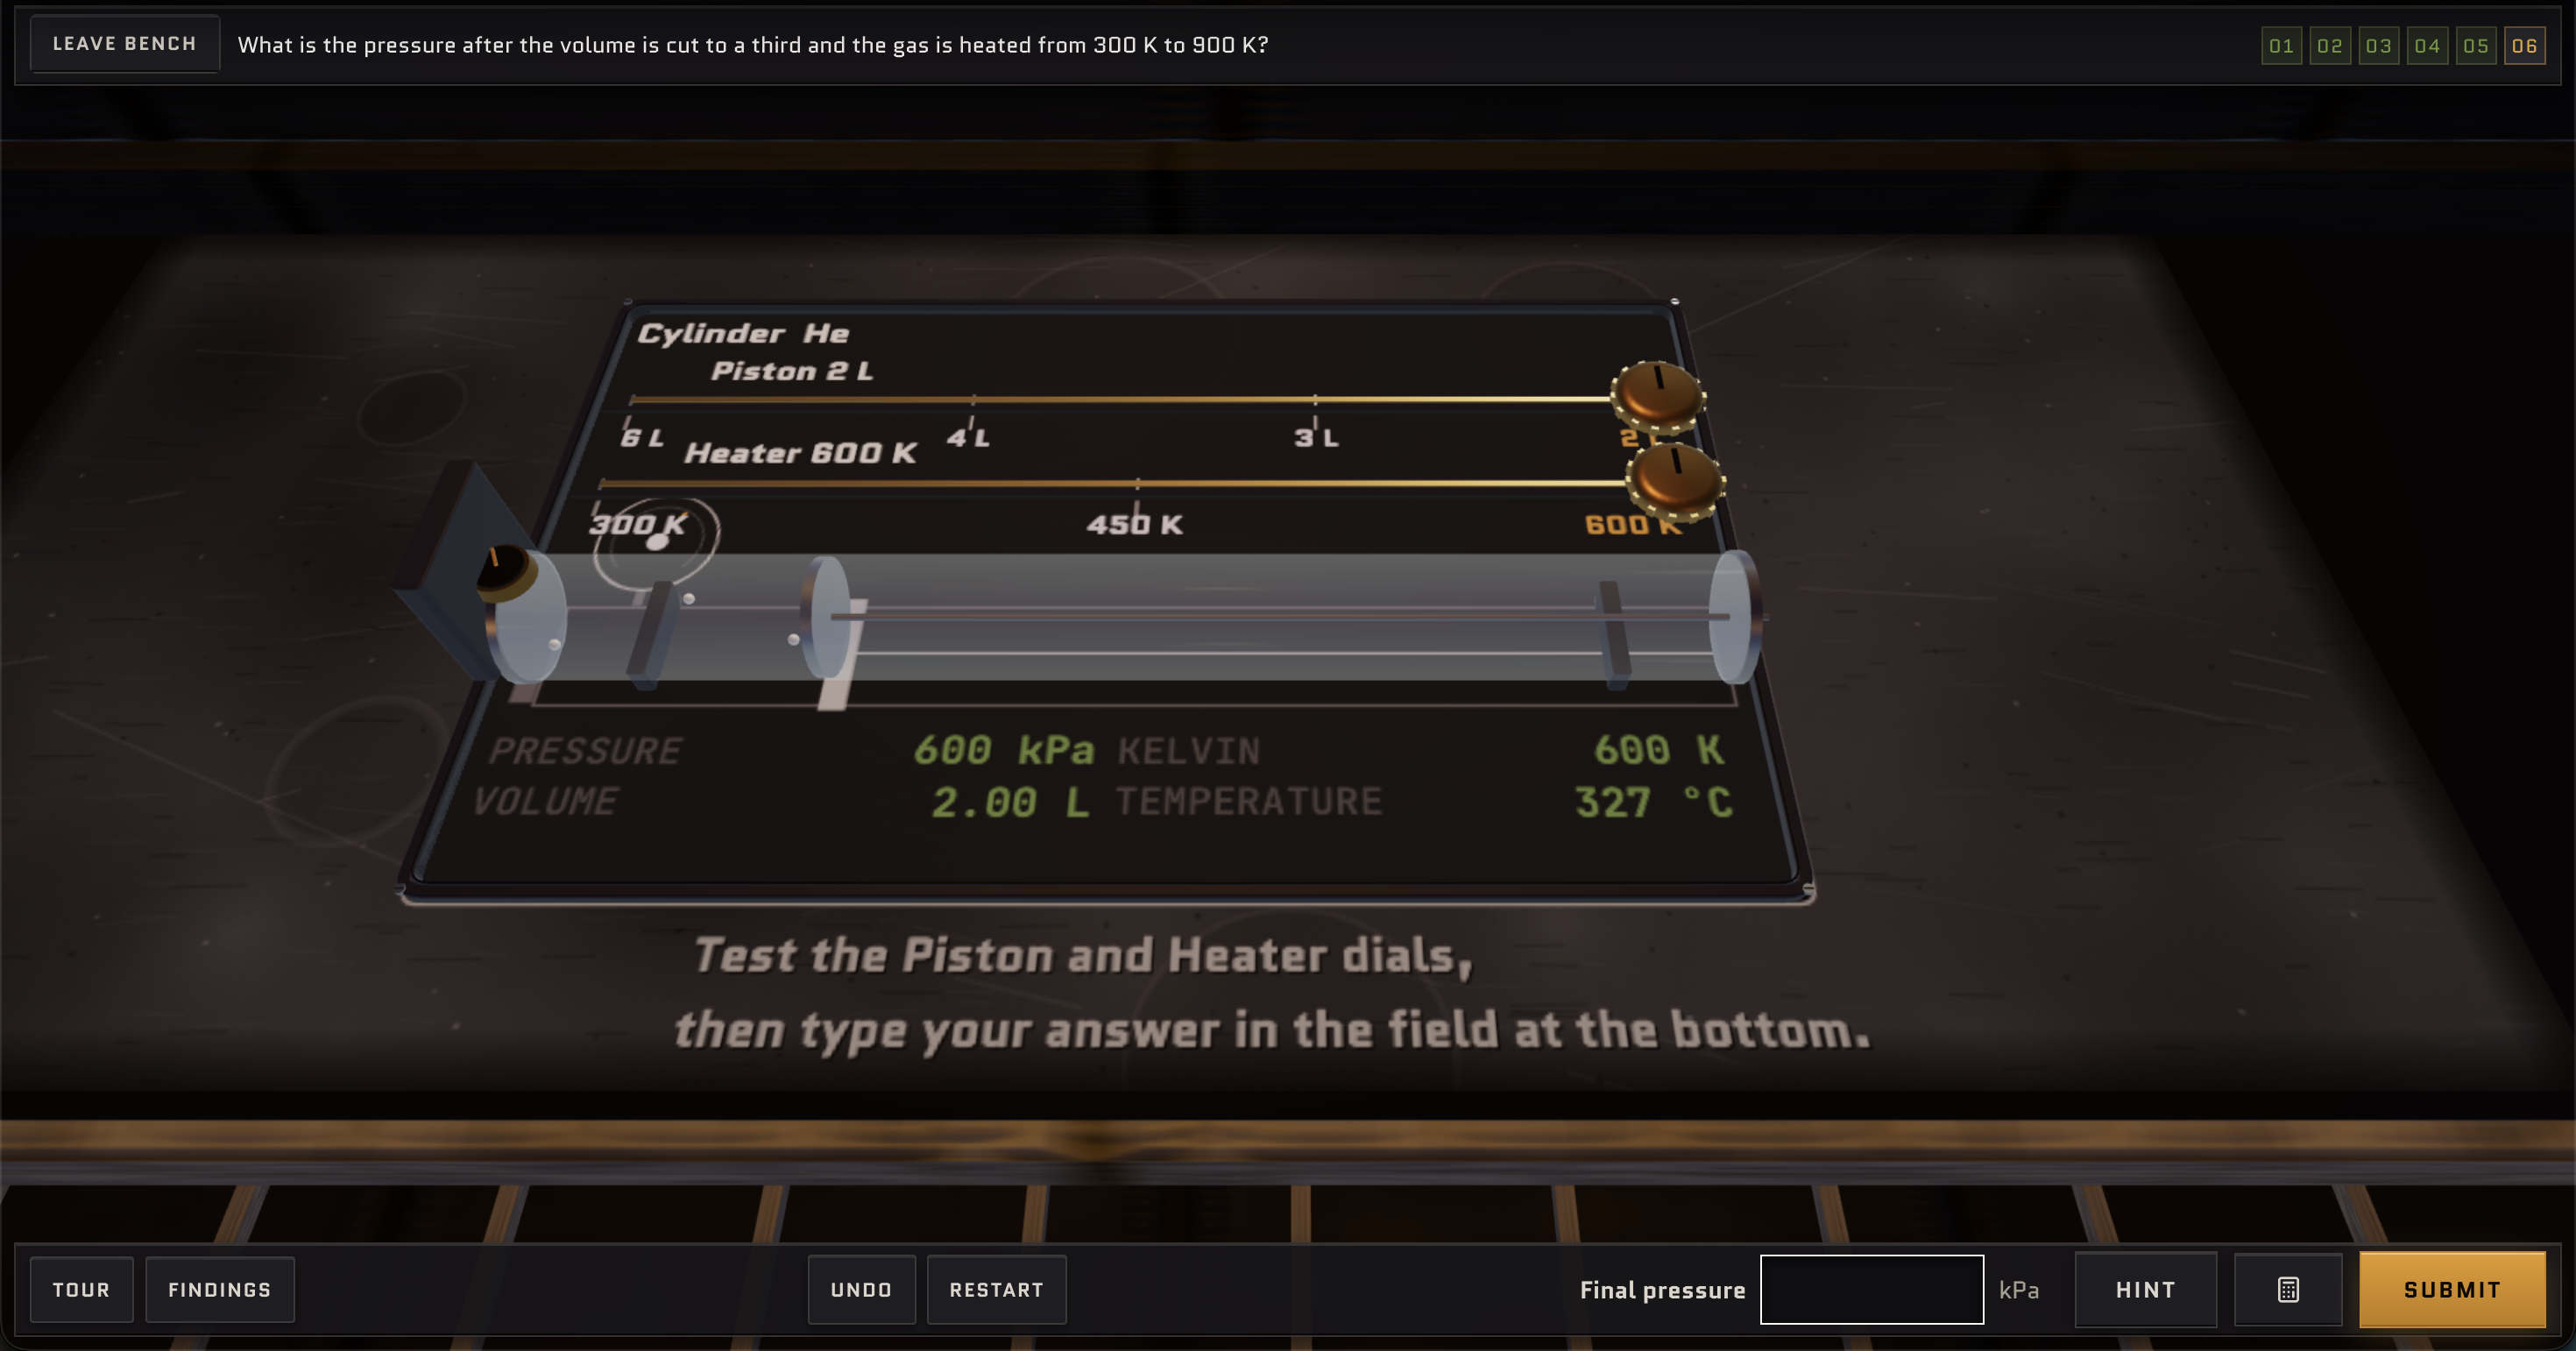 LEAVE BENCH
What is the pressure after the volume is cut to a third and the gas is heated from 300 K to 900 K?
01 02 03 04 05 06
Cylinder He
Piston 2 L
6 L 4 L 3 L 2 L
Heater 600 K
300 K 450 K 600 K
PRESSURE 600 kPa KELVIN 600 K
VOLUME 2.00 L TEMPERATURE 327 °C
Test the Piston and Heater dials,
then type your answer in the field at the bottom.
TOUR FINDINGS UNDO RESTART Final pressure kPa HINT SUBMIT